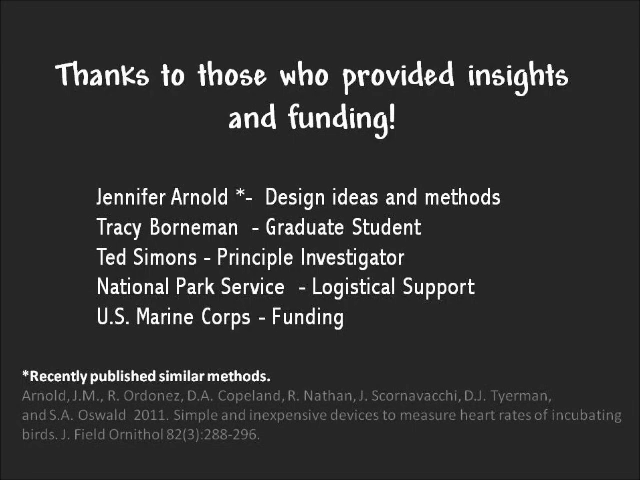 Thanks to those who provided insights
and funding!
Jennifer Arnold *- Design ideas and methods
Tracy Borneman - Graduate Student
Ted Simons - Principle Investigator
National Park Service - Logistical Support
U.S. Marine Corps - Funding
*Recently published similar methods.
Arnold, J.M., R. Ordonez, D.A. Copeland, R. Nathan, J. Scornavacchi, D.J. Tyerman,
and S.A. Oswald 2011. Simple and inexpensive devices to measure heart rates of incubating
birds. J. Field Ornithol 82(3):288-296.